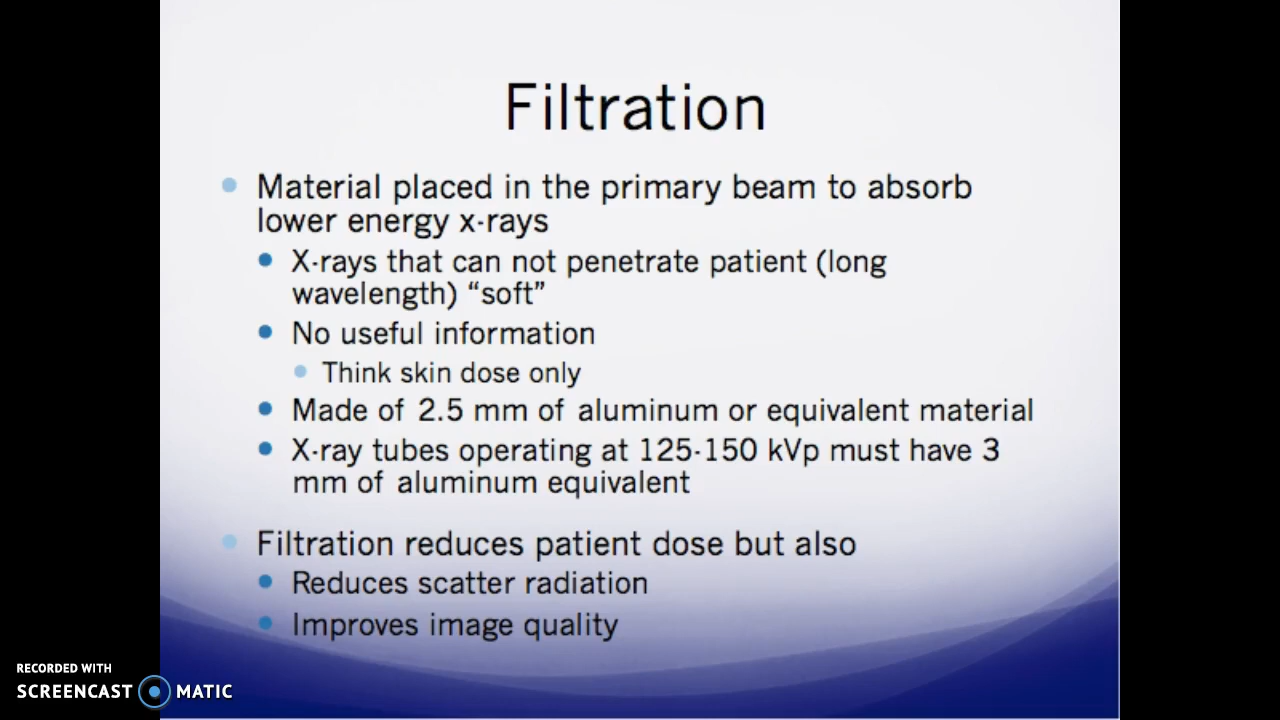 Filtration
Material placed in the primary beam to absorb
lower energy x-rays
X-rays that can not penetrate patient (long
wavelength) “soft”
No useful information
Think skin dose only
Made of 2.5 mm of aluminum or equivalent material
X-ray tubes operating at 125-150 kVp must have 3
mm of aluminum equivalent
Filtration reduces patient dose but also
Reduces scatter radiation
Improves image quality
RECORDED WITH
SCREENCAST MATIC